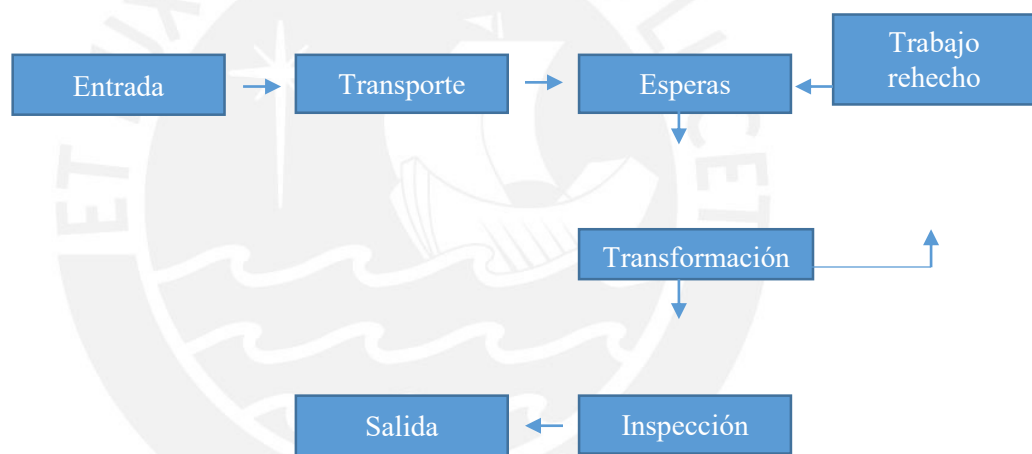 Entrada
Transporte
Esperas
Trabajo
rehecho
Transformación
Inspección
Salida